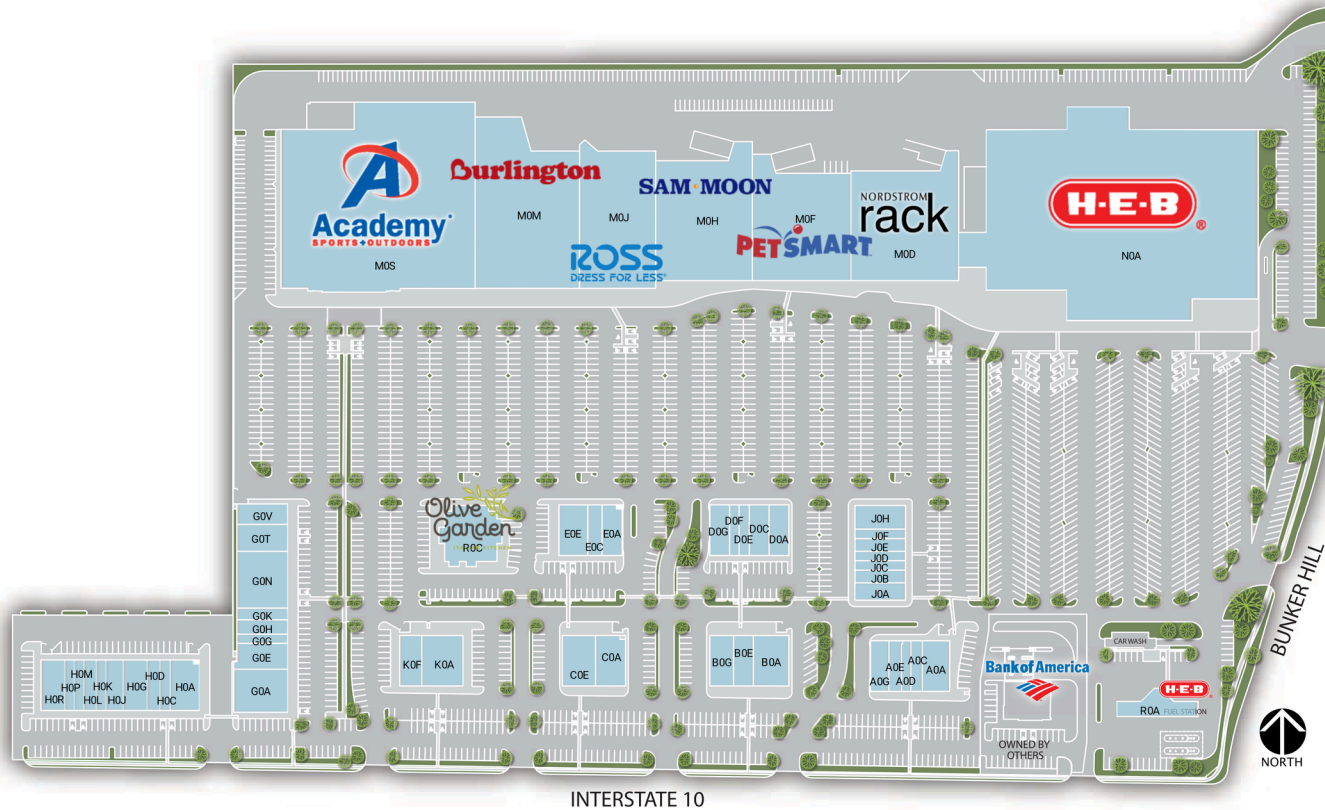 Academy
SPORTS+OUTDOORS
M0S
Burlington
M0M
M0J
ROSS
DRESS FOR LESS®
SAM MOON
M0H
M0F
PETSMART
NORDSTROM
rack
M0D
H-E-B®
N0A
G0V
G0T
G0N
G0K
G0H
G0G
G0E
G0A
Olive
Garden
R0C
E0E
E0C
E0A
D0G
D0F
D0E
D0C
D0A
J0H
J0F
J0E
J0D
J0C
J0B
J0A
H0R
H0P
H0M
H0L
H0K
H0J
H0G
H0D
H0C
H0A
K0F
K0A
C0E
C0A
B0G
B0E
B0A
A0G
A0E
A0D
A0C
A0A
Bank of America
OWNED BY
OTHERS
CAR WASH
H-E-B®
R0A FUEL STATION
BUNKER HILL
NORTH
INTERSTATE 10